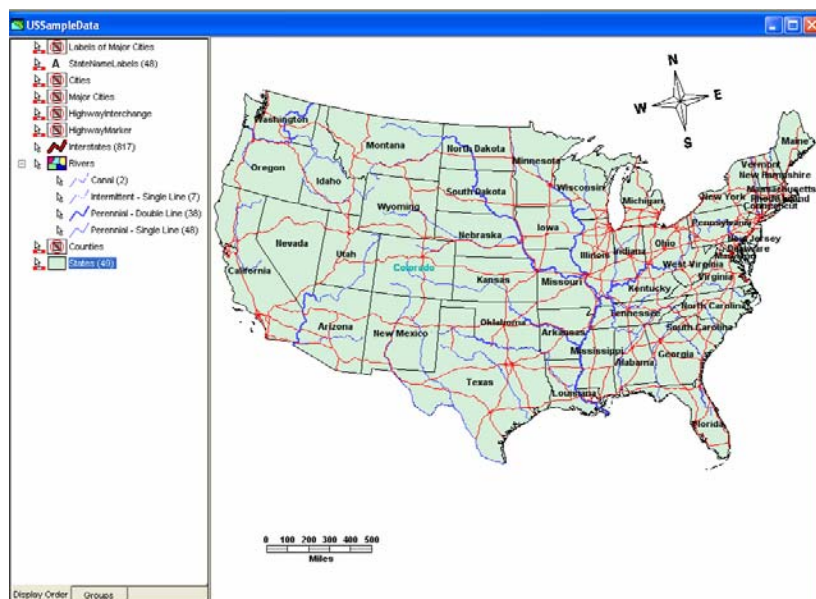 USSampleData
Labels of Major Cities
A StateNameLabels (48)
Cities
Major Cities
HighwayInterchange
HighwayMarker
Interstates (817)
Rivers
Canal (2)
Intermittent - Single Line (7)
Perennial - Double Line (38)
Perennial - Single Line (48)
Counties
States (49)
Display Order
Groups
N
W
E
S
Washington
Montana
North Dakota
Minnesota
Maine
Oregon
Idaho
South Dakota
Wisconsin
Michigan
Vermont
New Hampshire
Massachusetts
Rhode Island
Connecticut
New York
Wyoming
Nebraska
Iowa
Pennsylvania
New Jersey
Delaware
Nevada
Utah
Colorado
Illinois
Indiana
Ohio
West Virginia
Virginia
California
Kansas
Missouri
Kentucky
Arizona
New Mexico
Oklahoma
Arkansas
Tennessee
North Carolina
South Carolina
Mississippi
Alabama
Georgia
Texas
Louisiana
Florida
0 100 200 300 400 500
Miles